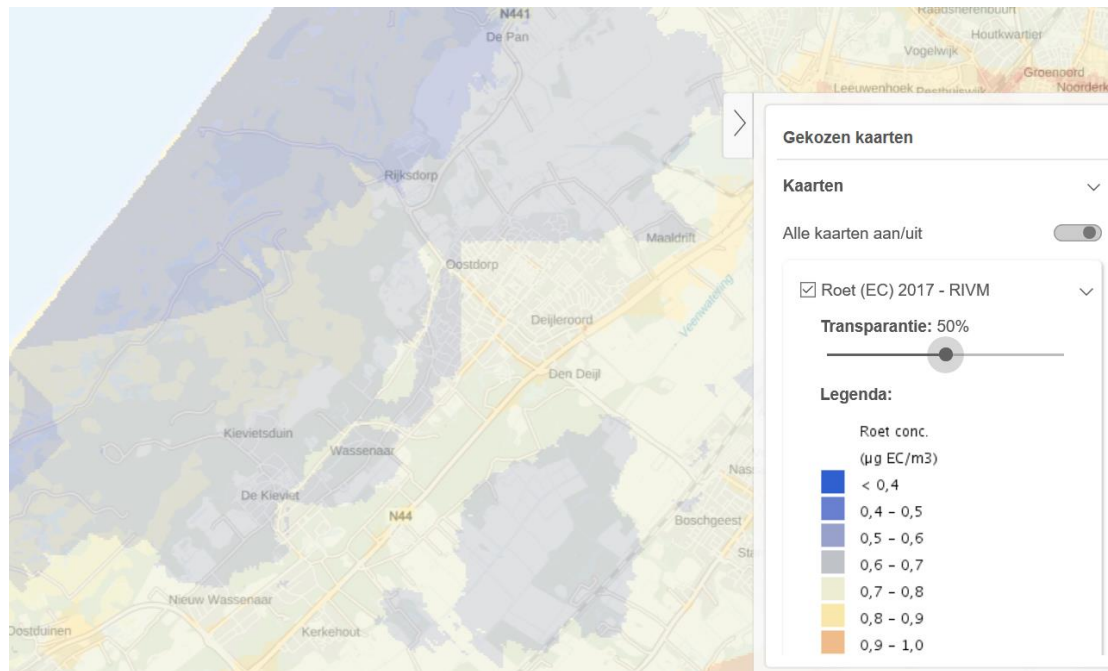 N441
De Pan
Raadsherenbuurt
Houtkwartier
Vogelwijk
Groenoord
Leeuwenhoek
Pesthuiswijk
Noorderk
Rijksdorp
Maaldrift
Oostdorp
Veenwatering
Deijleroord
Den Deijl
Kievietsduin
Wassenaar
De Kieviet
Nass
N44
Boschgeest
Sta
Nieuw Wassenaar
Oostduinen
Kerkehout
Gekozen kaarten
Kaarten
Alle kaarten aan/uit
Roet (EC) 2017 - RIVM
Transparantie: 50%
Legenda:
Roet conc.
(µg EC/m3)
< 0,4
0,4 - 0,5
0,5 - 0,6
0,6 - 0,7
0,7 - 0,8
0,8 - 0,9
0,9 - 1,0